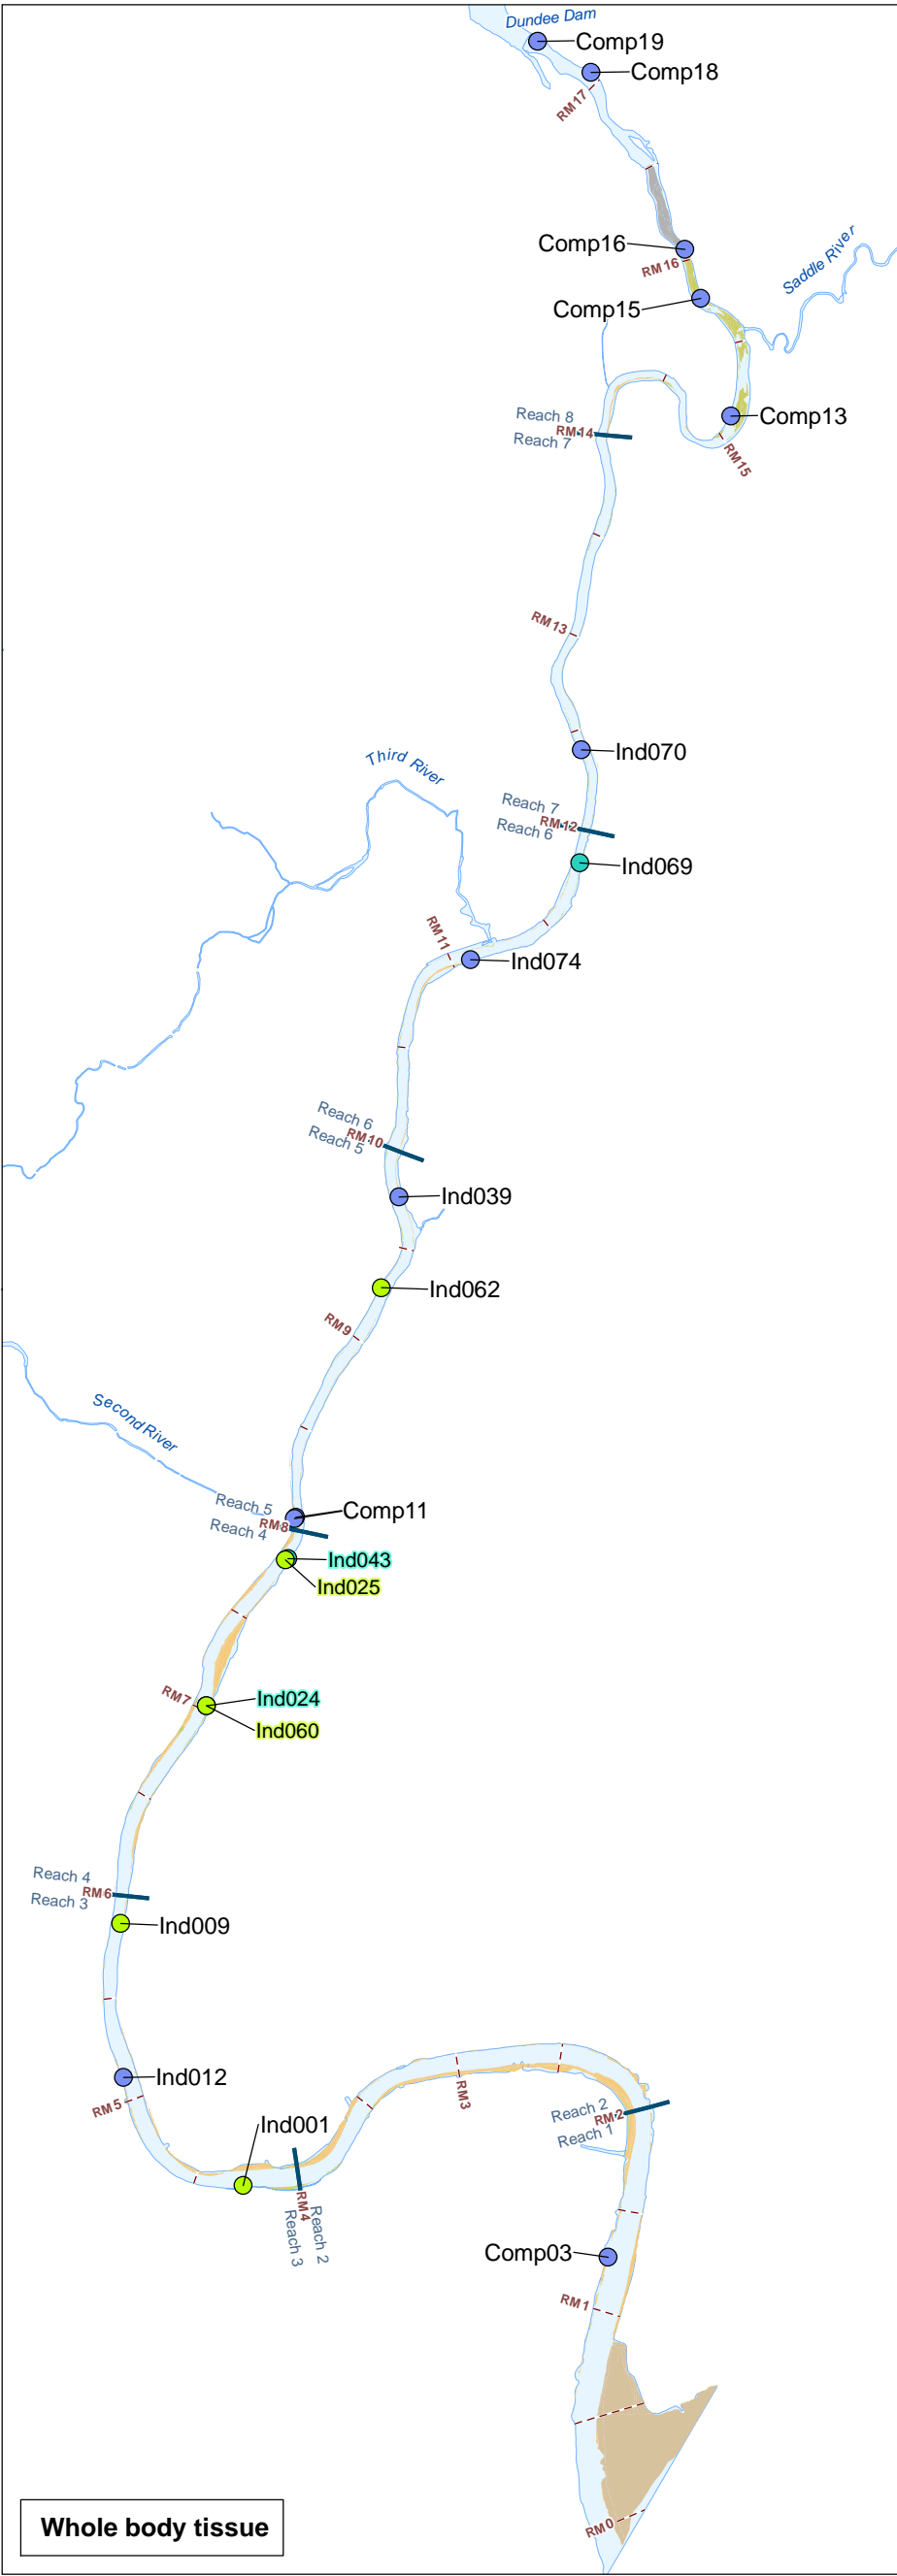 Dundee Dam
Comp19
Comp18
RM17
Comp16
Saddle River
RM16
Comp15
Reach 8
RM14
Reach 7
Comp13
RM15
RM13
Ind070
Third River
Reach 7
RM12
Reach 6
Ind069
RM11
Ind074
Reach 6
RM10
Reach 5
Ind039
Ind062
RM9
Second River
Reach 5
RM8
Reach 4
Comp11
Ind043
Ind025
RM7
Ind024
Ind060
Reach 4
RM6
Reach 3
Ind009
Ind012
RM5
RM3
Reach 2
RM2
Reach 1
Ind001
RM4
Reach 2
Reach 3
Comp03
RM1
RM0
Whole body tissue